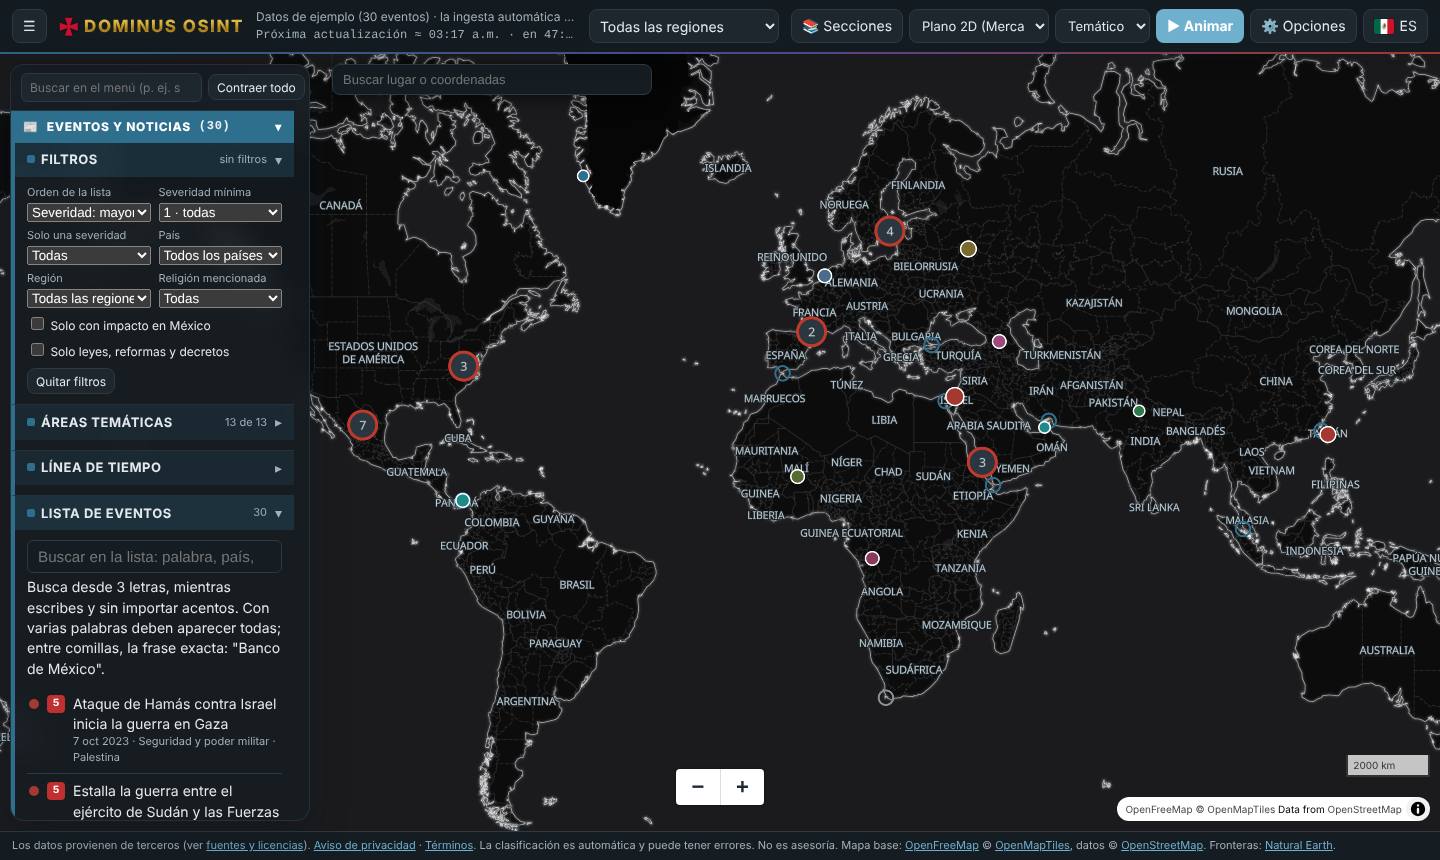 ☰ DOMINUS OSINT
Datos de ejemplo (30 eventos) · la ingesta automática ...
Próxima actualización ≈ 03:17 a.m. · en 47:...
Todas las regiones
📚 Secciones
Plano 2D (Merca
Temático
▶ Animar
⚙️ Opciones
ES
Buscar en el menú (p. ej. s
Contraer todo
Buscar lugar o coordenadas
EVENTOS Y NOTICIAS (30) ▾
FILTROS
sin filtros ▾
Orden de la lista
Severidad mínima
Severidad: mayor
1 · todas
Solo una severidad
País
Todas
Todos los países
Región
Religión mencionada
Todas las regione
Todas
Solo con impacto en México
Solo leyes, reformas y decretos
Quitar filtros
ÁREAS TEMÁTICAS
13 de 13 ▸
LÍNEA DE TIEMPO ▸
LISTA DE EVENTOS
30 ▾
Buscar en la lista: palabra, país,
Busca desde 3 letras, mientras
escribes y sin importar acentos. Con
varias palabras deben aparecer todas;
entre comillas, la frase exacta: "Banco
de México".
5 Ataque de Hamás contra Israel
inicia la guerra en Gaza
7 oct 2023 · Seguridad y poder militar ·
Palestina
5 Estalla la guerra entre el
ejército de Sudán y las Fuerzas
ISLANDIA
RUSIA
FINLANDIA
CANADÁ
NORUEGA
4
REINO UNIDO
BIELORRUSIA
ALEMANIA
UCRANIA
KAZAJISTÁN
AUSTRIA
FRANCIA
MONGOLIA
2
ITALIA
BULGARIA
ESTADOS UNIDOS
DE AMÉRICA
3
ESPAÑA
GRECIA
TURQUÍA
TURKMENISTÁN
COREA DEL NORTE
COREA DEL SUR
TÚNEZ
SIRIA
IRÁN
AFGANISTÁN
CHINA
MARRUECOS
PAKISTÁN
NEPAL
7
LIBIA
ARABIA SAUDITA
BANGLADÉS
CUBA
OMÁN
INDIA
MAURITANIA
LAOS
GUATEMALA
MALÍ
NÍGER
CHAD
SUDÁN
3
YEMEN
VIETNAM
FILIPINAS
GUINEA
NIGERIA
ETIOPÍA
SRI LANKA
COLOMBIA
GUYANA
LIBERIA
MALASIA
GUINEA ECUATORIAL
KENIA
ECUADOR
INDONESIA
PAPÚA NU
GUINE
PERÚ
TANZANIA
BRASIL
ANGOLA
BOLIVIA
MOZAMBIQUE
PARAGUAY
NAMIBIA
AUSTRALIA
SUDÁFRICA
ARGENTINA
2000 km
− +
OpenFreeMap © OpenMapTiles Data from OpenStreetMap
Los datos provienen de terceros (ver fuentes y licencias). Aviso de privacidad · Términos. La clasificación es automática y puede tener errores. No es asesoría. Mapa base: OpenFreeMap © OpenMapTiles, datos © OpenStreetMap. Fronteras: Natural Earth.